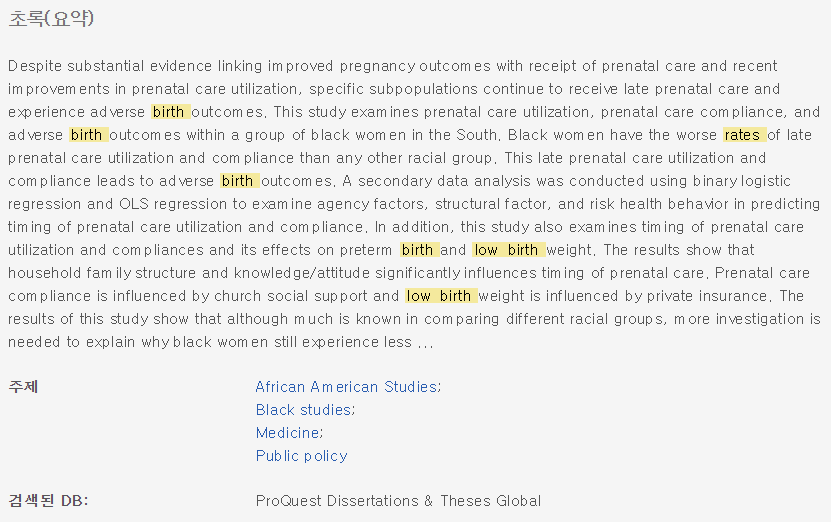 초록(요약)
Despite substantial evidence linking improved pregnancy outcomes with receipt of prenatal care and recent
improvements in prenatal care utilization, specific subpopulations continue to receive late prenatal care and
experience adverse birth outcomes. This study examines prenatal care utilization, prenatal care compliance, and
adverse birth outcomes within a group of black women in the South. Black women have the worse rates of late
prenatal care utilization and compliance than any other racial group. This late prenatal care utilization and
compliance leads to adverse birth outcomes. A secondary data analysis was conducted using binary logistic
regression and OLS regression to examine agency factors, structural factor, and risk health behavior in predicting
timing of prenatal care utilization and compliance. In addition, this study also examines timing of prenatal care
utilization and compliances and its effects on preterm birth and low birth weight. The results show that
household family structure and knowledge/attitude significantly influences timing of prenatal care. Prenatal care
compliance is influenced by church social support and low birth weight is influenced by private insurance. The
results of this study show that although much is known in comparing different racial groups, more investigation is
needed to explain why black women still experience less ...
주제 African American Studies;
Black studies;
Medicine;
Public policy
검색된 DB: ProQuest Dissertations & Theses Global